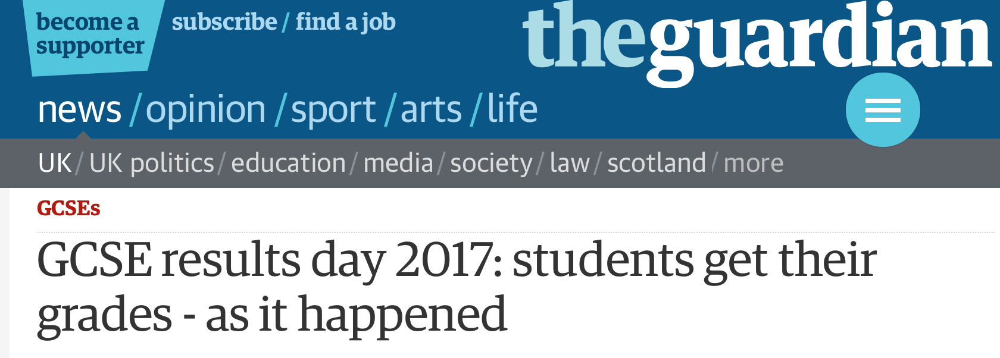 become a
supporter
subscribe / find a job
theguardian
news / opinion / sport / arts / life
UK / UK politics / education / media / society / law / scotland / more
GCSEs
GCSE results day 2017: students get their
grades - as it happened